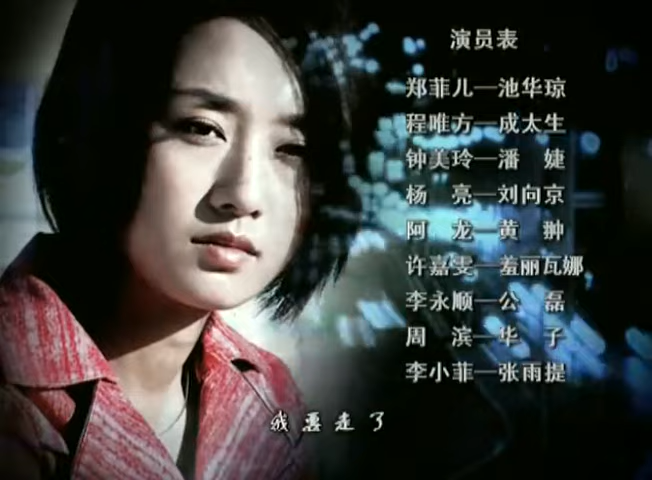 演员表
郑菲儿—池华琼
程唯方—成太生
钟美玲—潘　婕
杨　亮—刘向京
阿　龙—黄　翀
许嘉雯—羞丽瓦娜
李永顺—公　磊
周　滨—华　子
李小菲—张雨提
我要走了